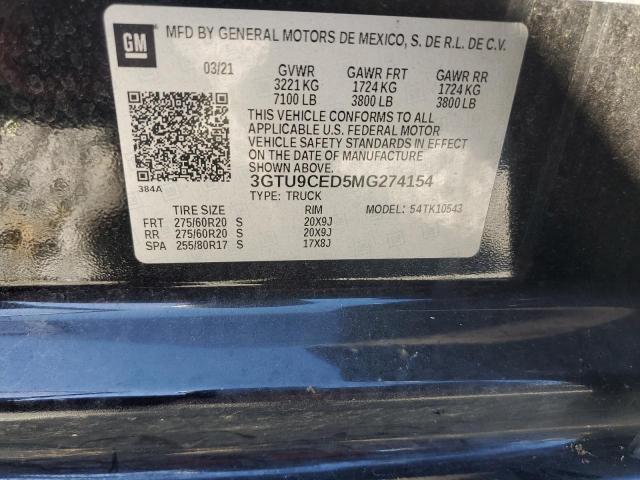 GM
MFD BY GENERAL MOTORS DE MEXICO, S. DE R.L. DE C.V.
03/21 GVWR GAWR FRT GAWR RR
3221 KG 1724 KG 1724 KG
7100 LB 3800 LB 3800 LB
THIS VEHICLE CONFORMS TO ALL
APPLICABLE U.S. FEDERAL MOTOR
VEHICLE SAFETY STANDARDS IN EFFECT
ON THE DATE OF MANUFACTURE
SHOWN ABOVE.
3GTU9CED5MG274154
384A
TYPE: TRUCK MODEL: 54TK10543
TIRE SIZE RIM
FRT 275/60R20 S 20X9J
RR 275/60R20 S 20X9J
SPA 255/80R17 S 17X8J